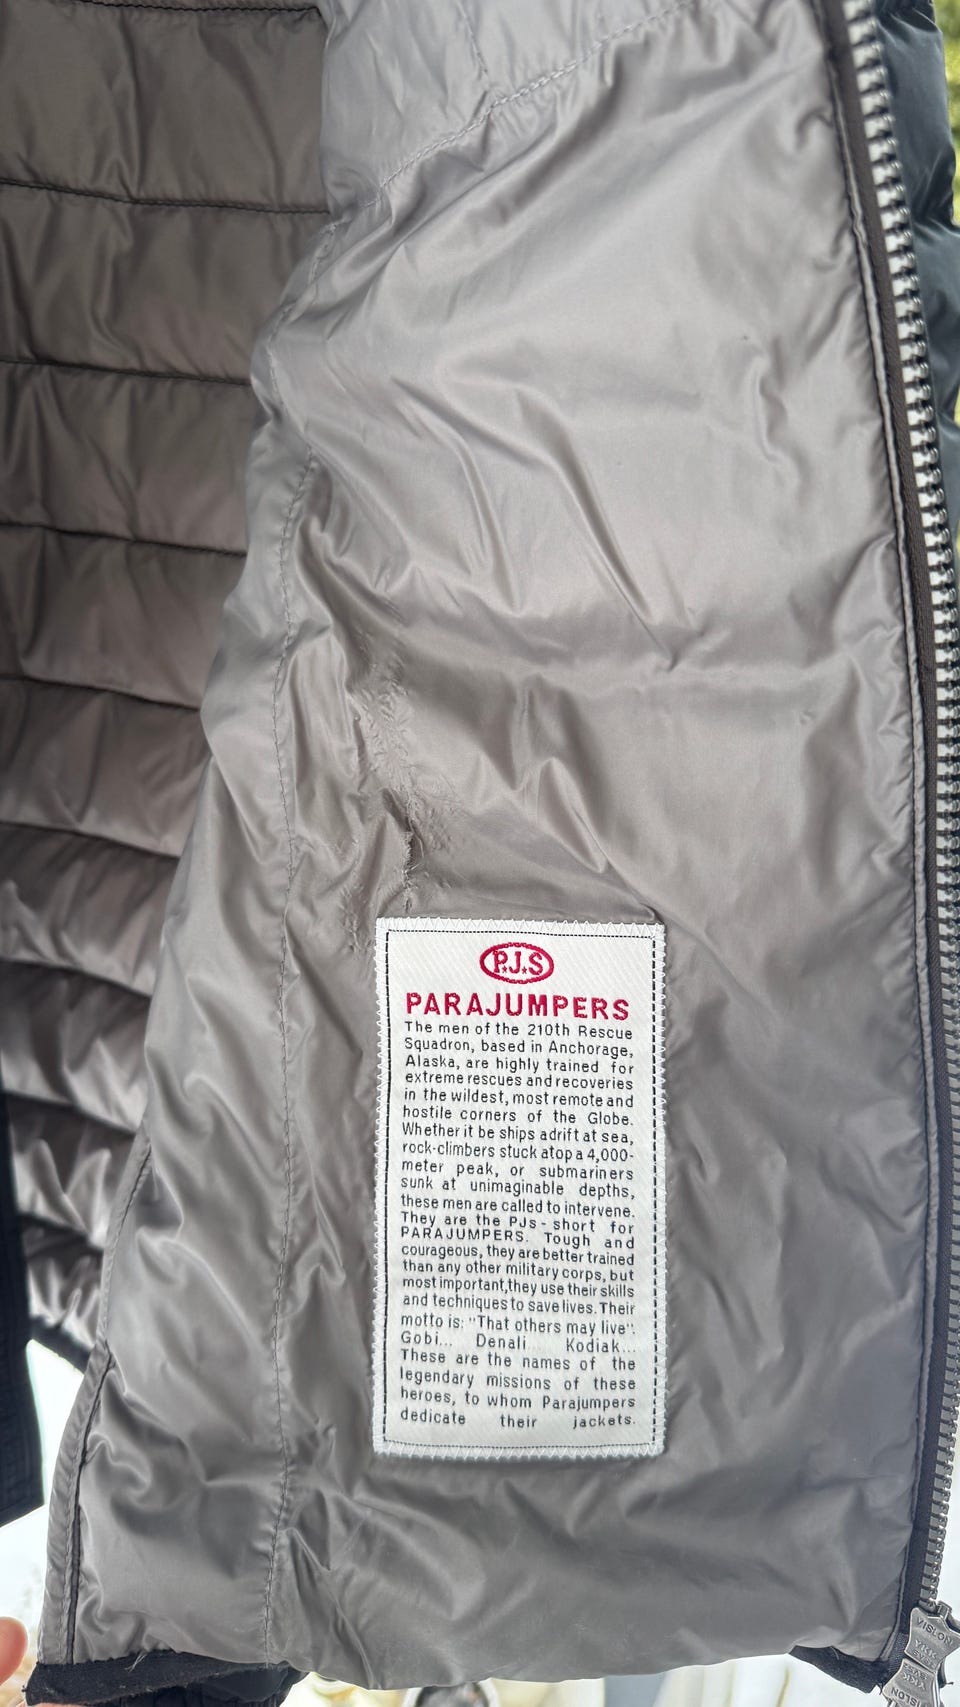 P.J.S
PARAJUMPERS
The men of the 210th Rescue
Squadron, based in Anchorage,
Alaska, are highly trained for
extreme rescues and recoveries
in the wildest, most remote and
hostile corners of the Globe.
Whether it be ships adrift at sea,
rock-climbers stuck atop a 4,000-
meter peak, or submariners
sunk at unimaginable depths,
these men are called to intervene.
They are the PJs - short for
PARAJUMPERS. Tough and
courageous, they are better trained
than any other military corps, but
most important,they use their skills
and techniques to save lives. Their
motto is: "That others may live".
Gobi... Denali... Kodiak...
These are the names of the
legendary missions of these
heroes, to whom Parajumpers
dedicate their jackets.
VISLON
YKK
YKK
VISLON